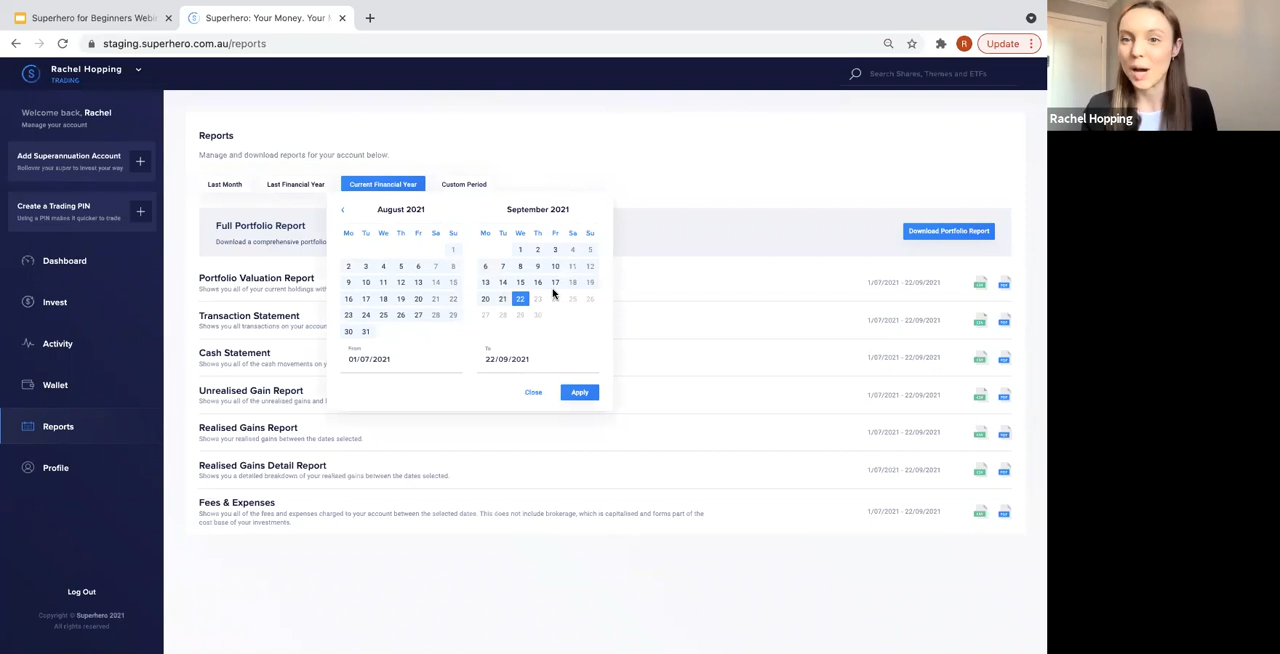 Superhero for Beginners Webi
Superhero: Your Money. Your M
staging.superhero.com.au/reports
R
Update
Rachel Hopping
TRADING
Search Shares, Themes and ETFs
Rachel Hopping
Welcome back, Rachel
Manage your account
Add Superannuation Account
Rollover your super to invest your way
Create a Trading PIN
Using a PIN makes it quicker to trade
Dashboard
Invest
Activity
Wallet
Reports
Profile
Log Out
Copyright © Superhero 2021
All rights reserved
Reports
Manage and download reports for your account below.
Last Month
Last Financial Year
Current Financial Year
Custom Period
Full Portfolio Report
Download a comprehensive portfolio
Download Portfolio Report
August 2021
Mo Tu We Th Fr Sa Su
1
2 3 4 5 6 7 8
9 10 11 12 13 14 15
16 17 18 19 20 21 22
23 24 25 26 27 28 29
30 31
September 2021
Mo Tu We Th Fr Sa Su
1 2 3 4 5
6 7 8 9 10 11 12
13 14 15 16 17 18 19
20 21 22 23 25 26
27 28 29 30
From
01/07/2021
To
22/09/2021
Close
Apply
Portfolio Valuation Report
Shows you all of your current holdings with
1/07/2021 - 22/09/2021
CSV PDF
Transaction Statement
Shows you all transactions on your accoun
1/07/2021 - 22/09/2021
CSV PDF
Cash Statement
Shows you all of the cash movements on y
1/07/2021 - 22/09/2021
CSV PDF
Unrealised Gain Report
Shows you all of the unrealised gains and l
1/07/2021 - 22/09/2021
CSV PDF
Realised Gains Report
Shows your realised gains between the dates selected.
1/07/2021 - 22/09/2021
CSV PDF
Realised Gains Detail Report
Shows you a detailed breakdown of your realised gains between the dates selected.
1/07/2021 - 22/09/2021
CSV PDF
Fees & Expenses
Shows you all of the fees and expenses charged to your account between the selected dates. This does not include brokerage, which is capitalised and forms part of the
cost base of your investments.
1/07/2021 - 22/09/2021
CSV PDF